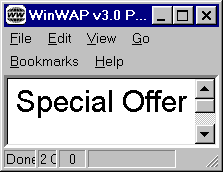 WinWAP v3.0 P...
File Edit View Go
Bookmarks Help
Special Offer
Done 2 C 0